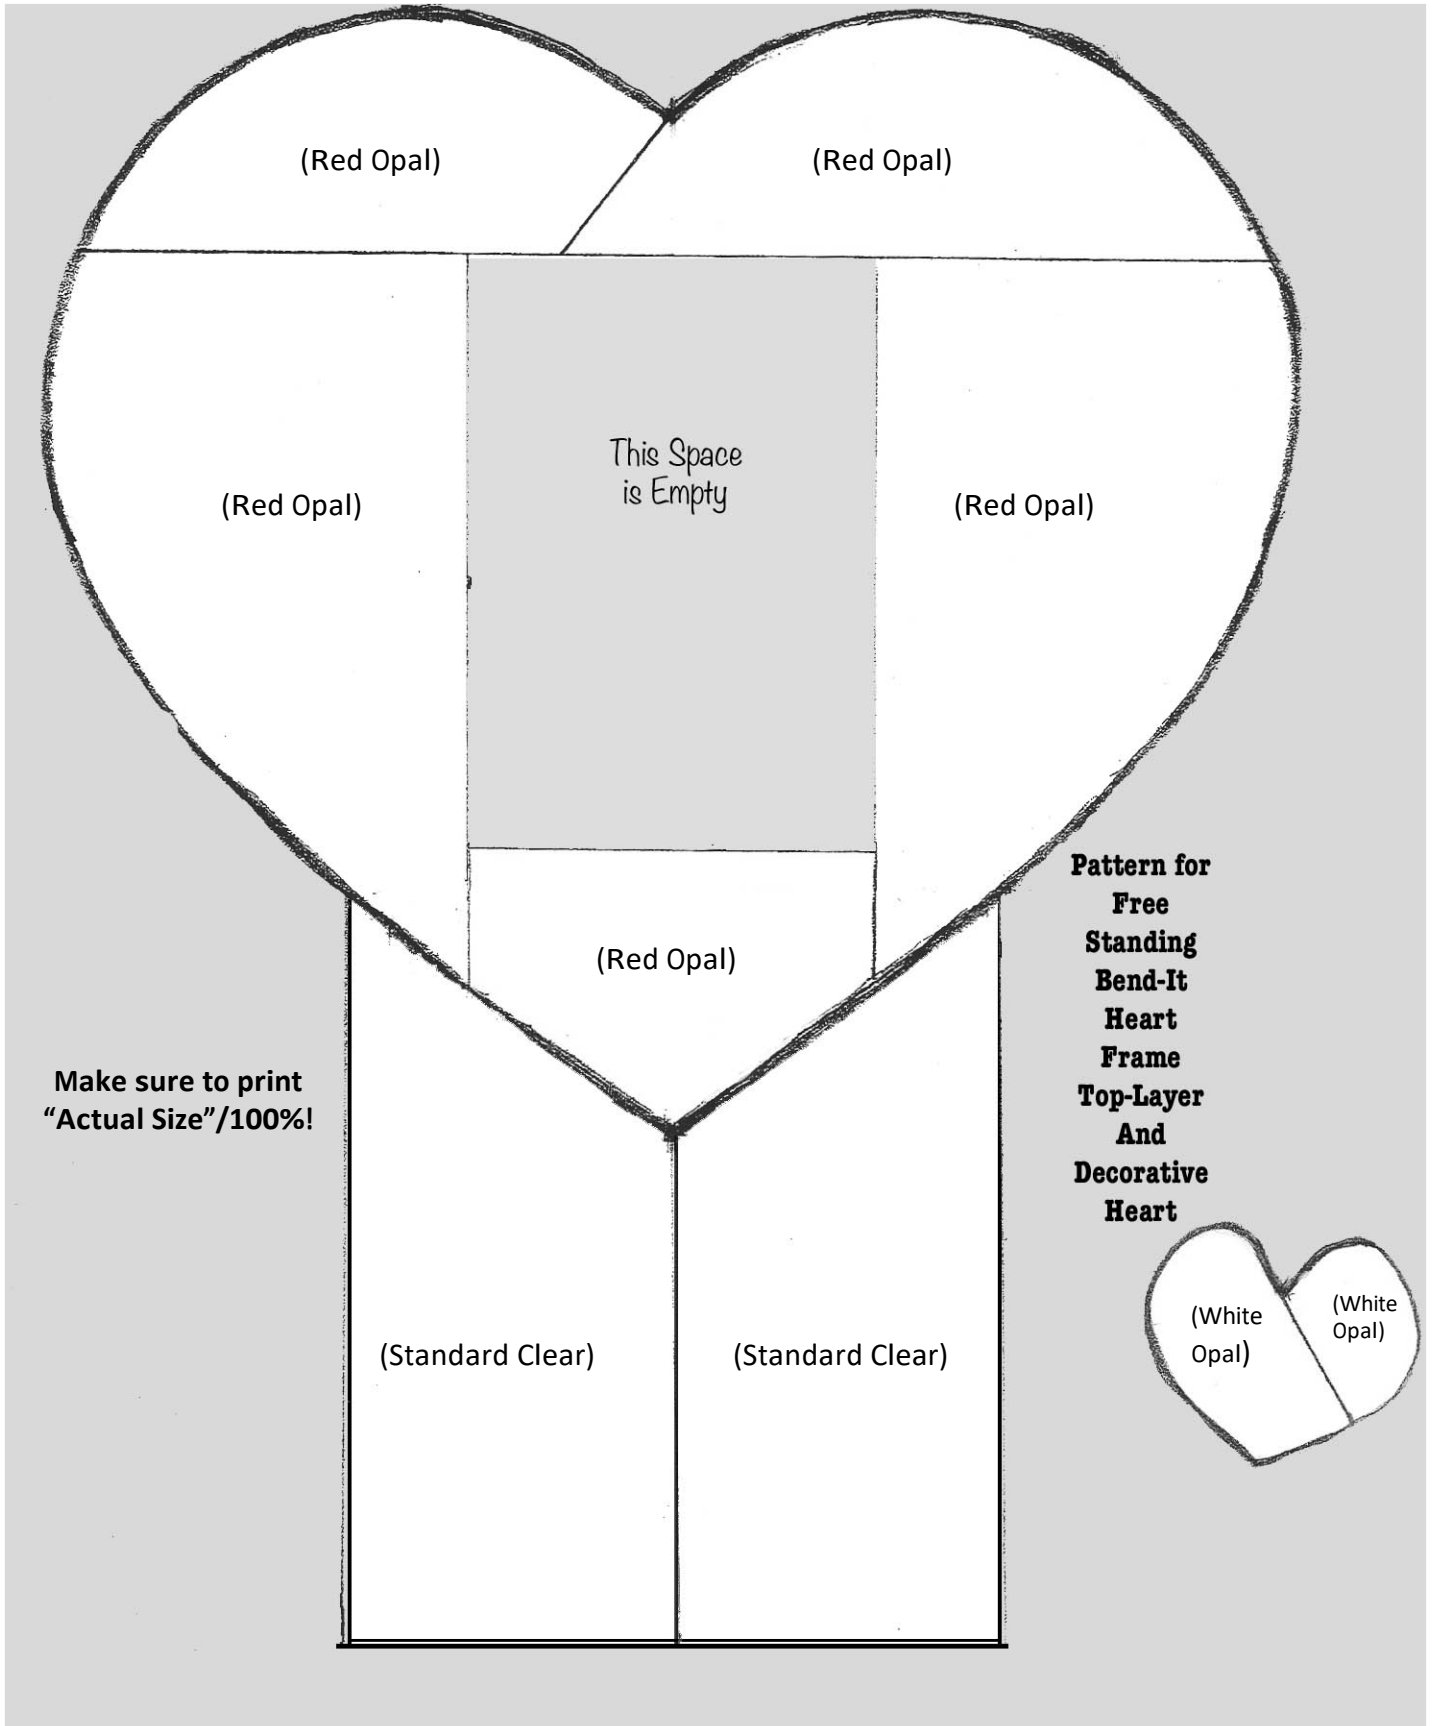 (Red Opal)
(Red Opal)
This Space
is Empty
(Red Opal)
(Red Opal)
(Red Opal)
Pattern for
Free
Standing
Bend-It
Heart
Frame
Top-Layer
And
Decorative
Heart
Make sure to print
“Actual Size”/100%!
(Standard Clear)
(Standard Clear)
(White
Opal)
(White
Opal)